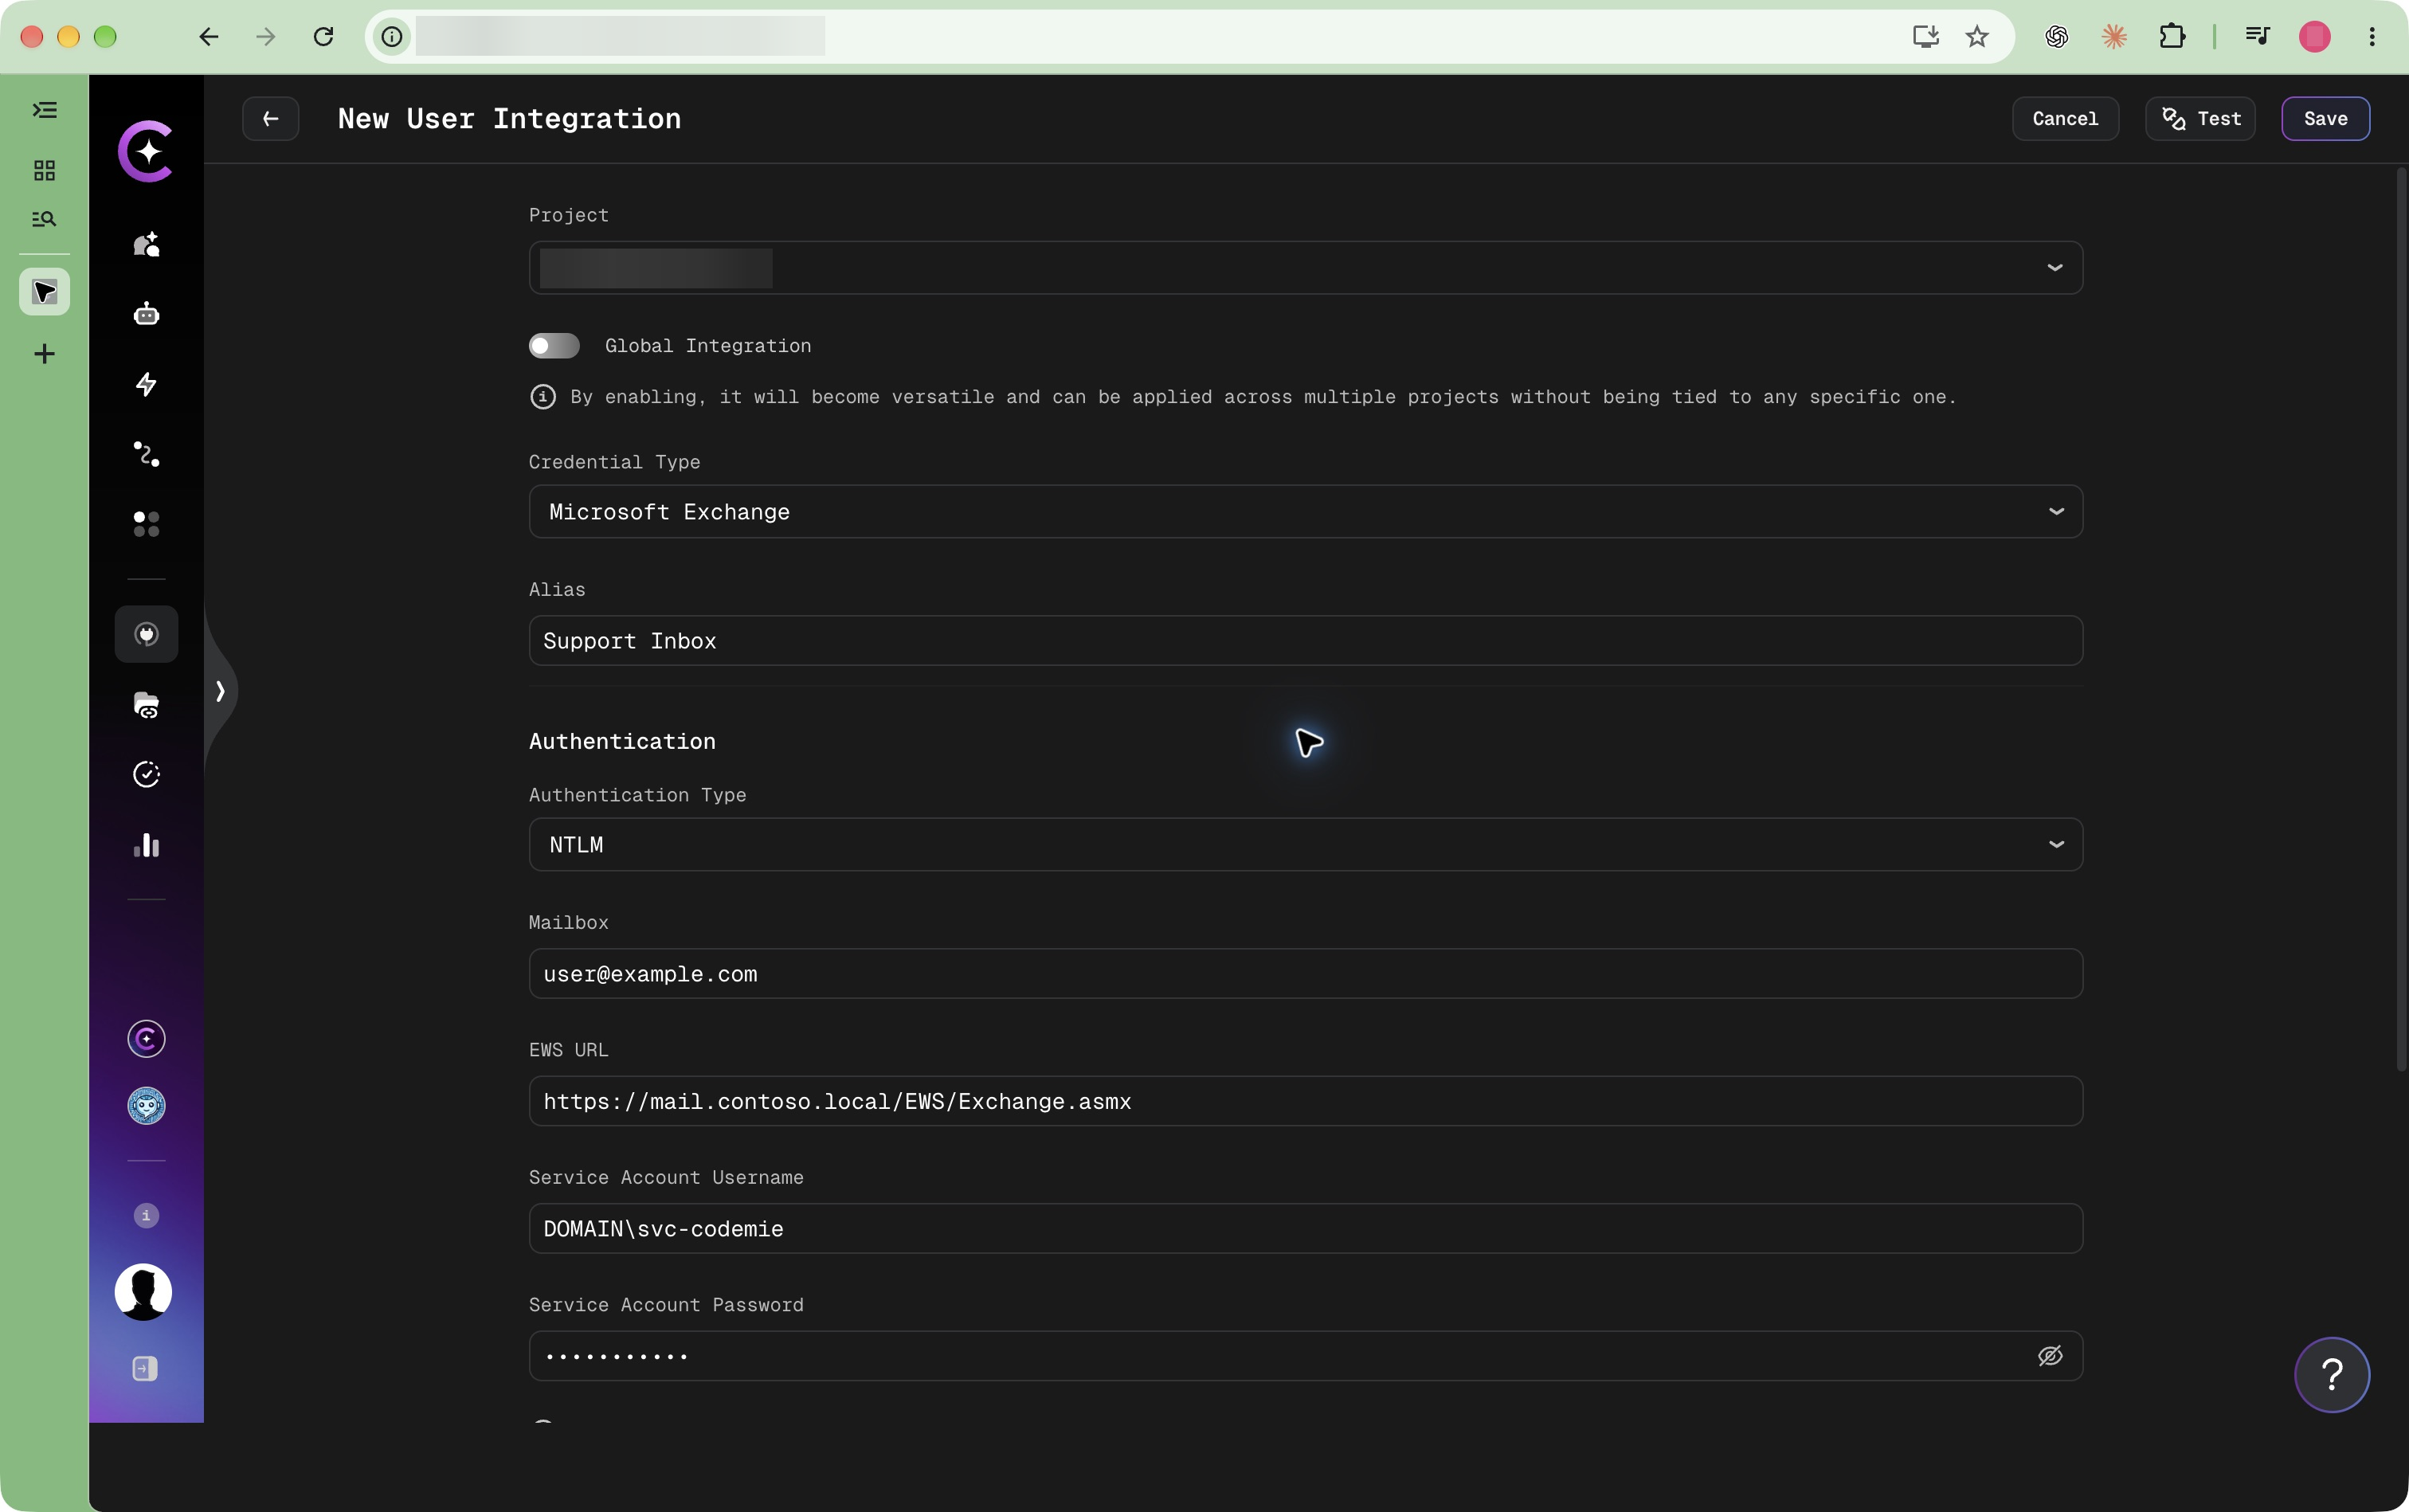 New User Integration
Cancel
Test
Save
Project
Global Integration
By enabling, it will become versatile and can be applied across multiple projects without being tied to any specific one.
Credential Type
Microsoft Exchange
Alias
Support Inbox
Authentication
Authentication Type
NTLM
Mailbox
user@example.com
EWS URL
https://mail.contoso.local/EWS/Exchange.asmx
Service Account Username
DOMAIN\svc-codemie
Service Account Password
•••••••••••
?